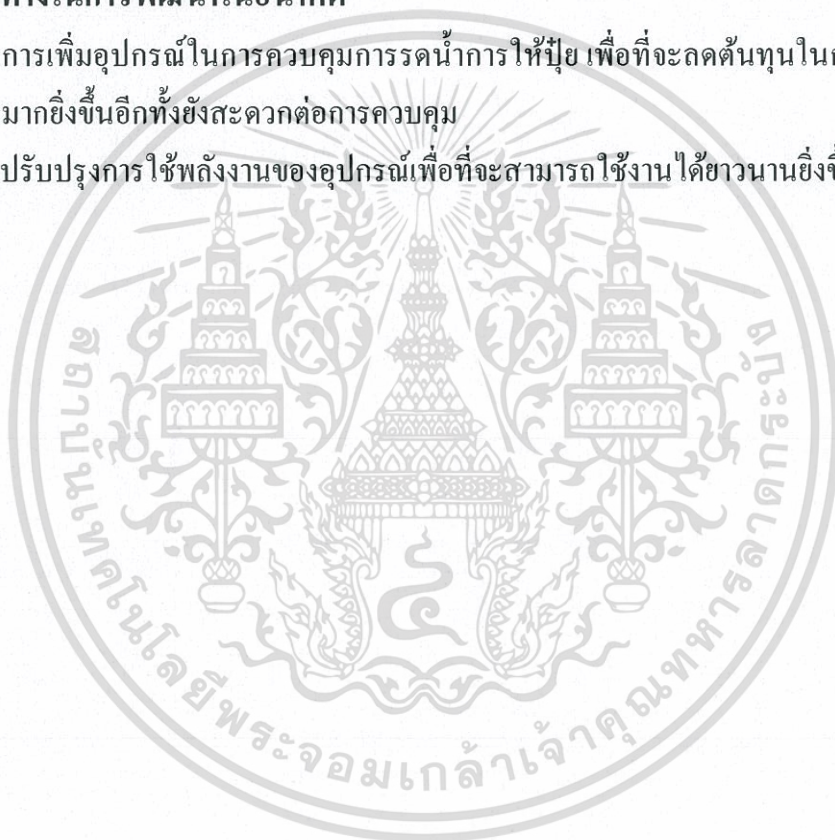 การเพิ่มอุปกรณ์ในการควบคุมการรดน้ำการให้ปุ๋ย เพื่อที่จะลดต้นทุนใน
มากยิ่งขึ้นอีกทั้งยังสะดวกต่อการควบคุม
ปรับปรุงการใช้พลังงานของอุปกรณ์เพื่อที่จะสามารถใช้งานได้ยาวนานยิ่งขึ้
สถาบันเทคโนโลยีพระจอมเกล้าเจ้าคุณทหารลาดกระบัง